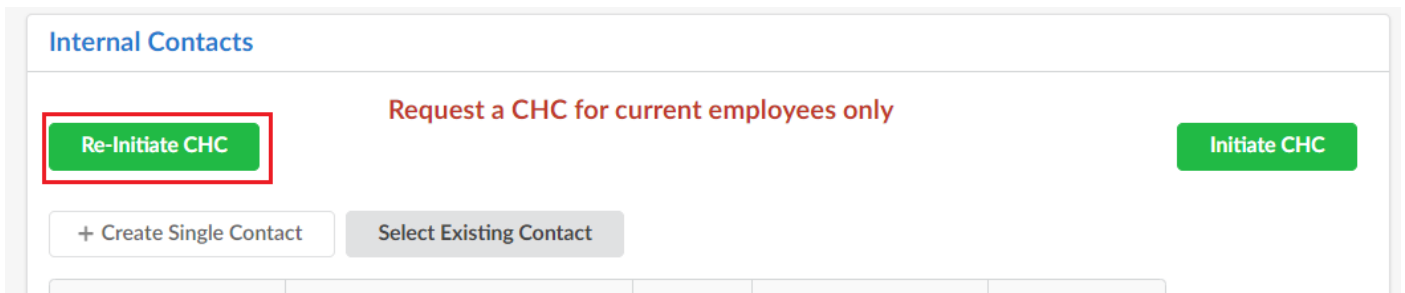 Internal Contacts
Request a CHC for current employees only
Re-Initiate CHC
Initiate CHC
+ Create Single Contact
Select Existing Contact